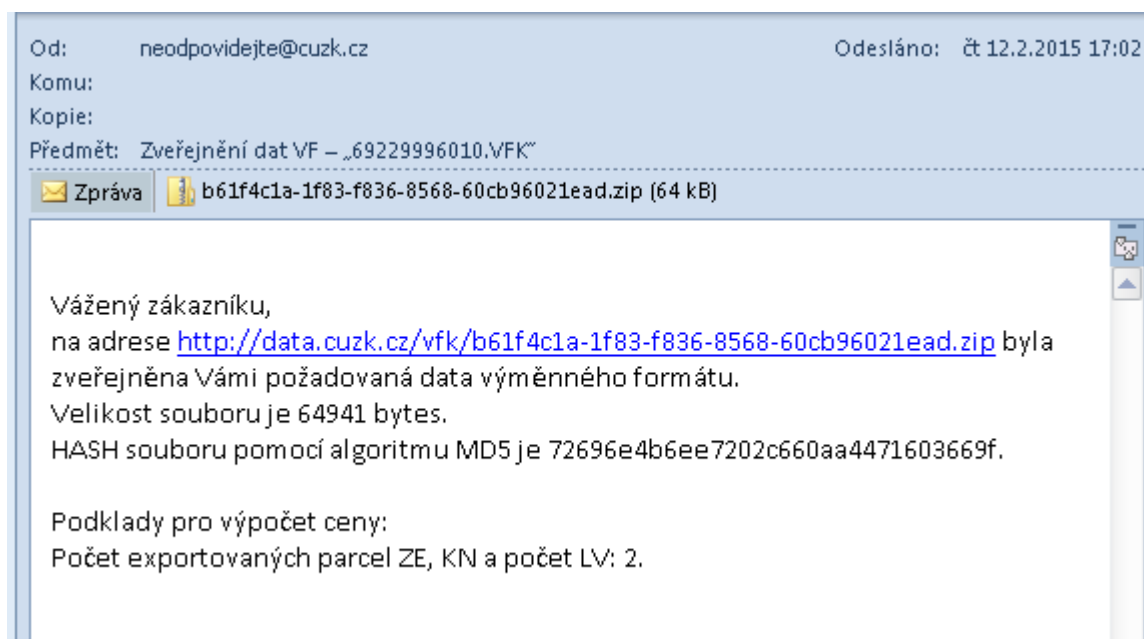 Od: neodpovidejte@cuzk.cz Odesláno: čt 12.2.2015 17:02
Komu:
Kopie:
Předmět: Zveřejnění dat VF – „69229996010.VFK“
Zpráva b61f4c1a-1f83-f836-8568-60cb96021ead.zip (64 kB)
Vážený zákazníku,
na adrese http://data.cuzk.cz/vfk/b61f4c1a-1f83-f836-8568-60cb96021ead.zip byla
zveřejněna Vámi požadovaná data výměnného formátu.
Velikost souboru je 64941 bytes.
HASH souboru pomocí algoritmu MD5 je 72696e4b6ee7202c660aa4471603669f.
Podklady pro výpočet ceny:
Počet exportovaných parcel ZE, KN a počet LV: 2.